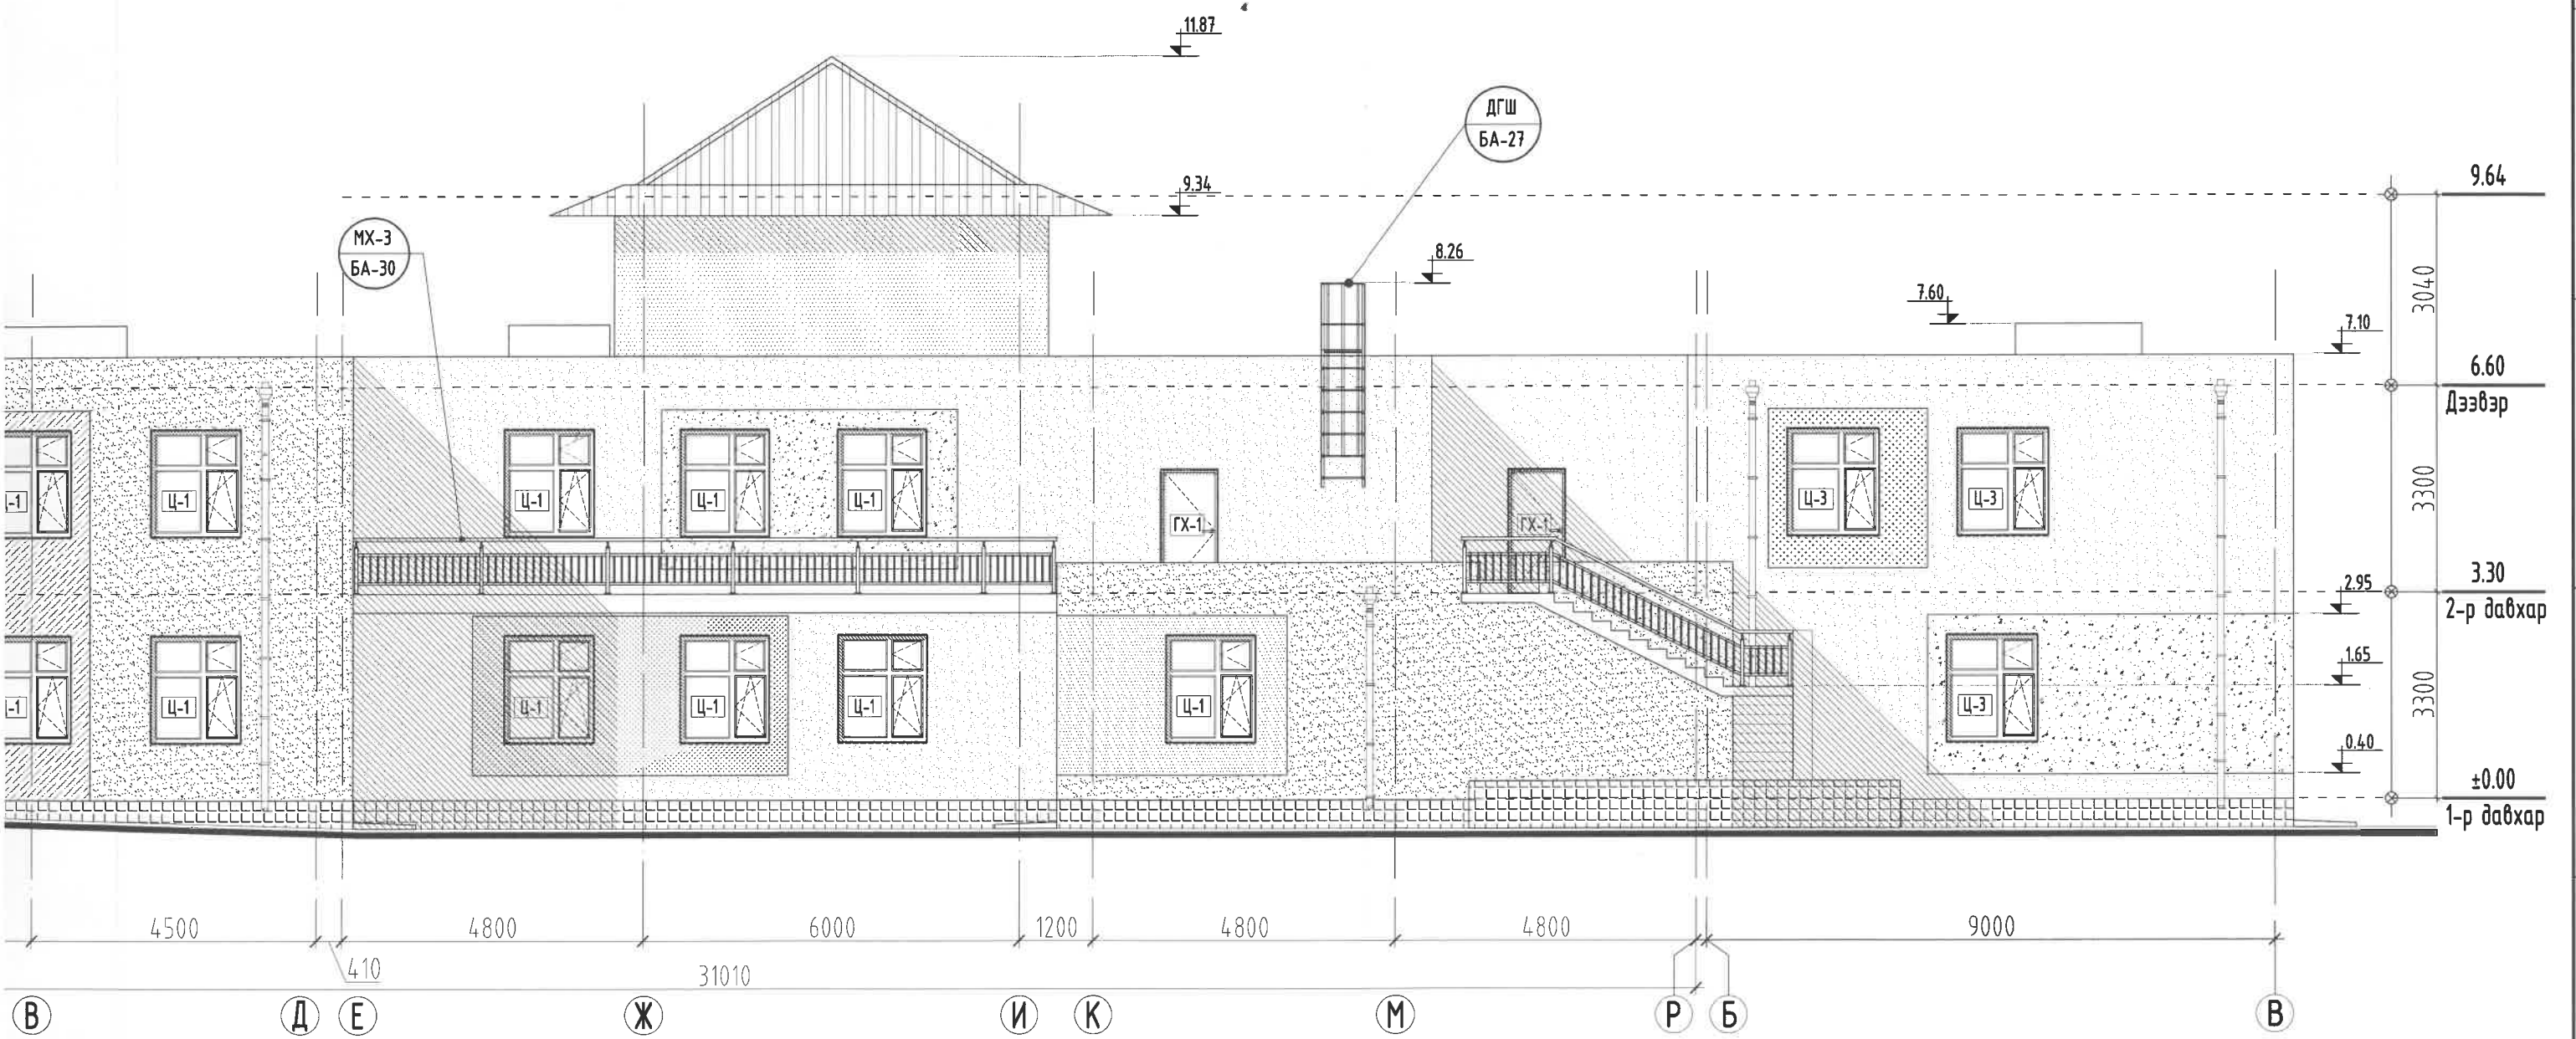 11.87
ДГШ
БА-27
9.34
9.64
МХ-3
БА-30
8.26
3040
7.60
7.10
6.60
Дээвэр
-1
Ц-1
Ц-1
Ц-1
Ц-1
ГХ-1
ГХ-1
Ц-3
Ц-3
3300
3.30
2-р давхар
2.95
1.65
-1
Ц-1
Ц-1
Ц-1
Ц-1
Ц-1
Ц-3
3300
0.40
±0.00
1-р давхар
4500
4800
6000
1200
4800
4800
9000
410
31010
В
Д
Е
Ж
И
К
М
Р
Б
В